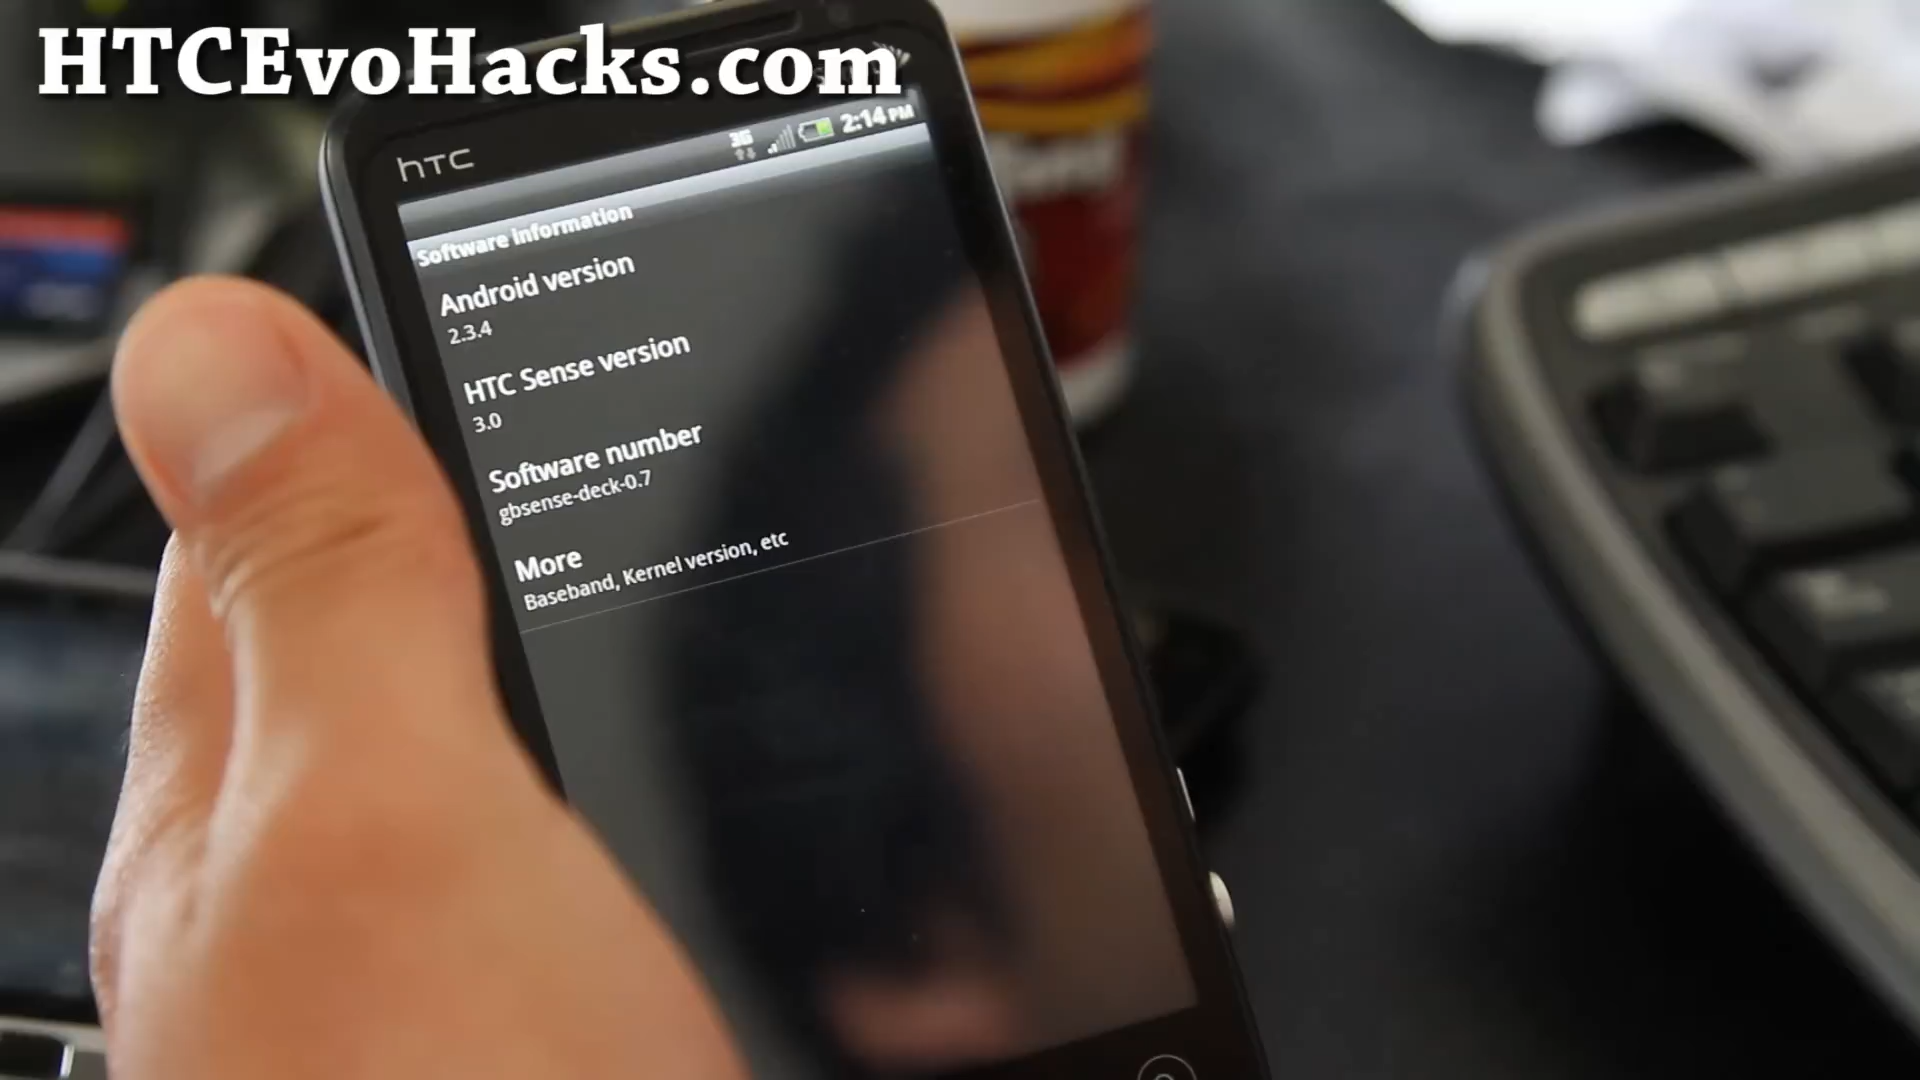 HTCEvoHacks.com
hTC
3G 2:14 PM
Software information
Android version
2.3.4
HTC Sense version
3.0
Software number
gbsense-deck-0.7
More
Baseband, Kernel version, etc